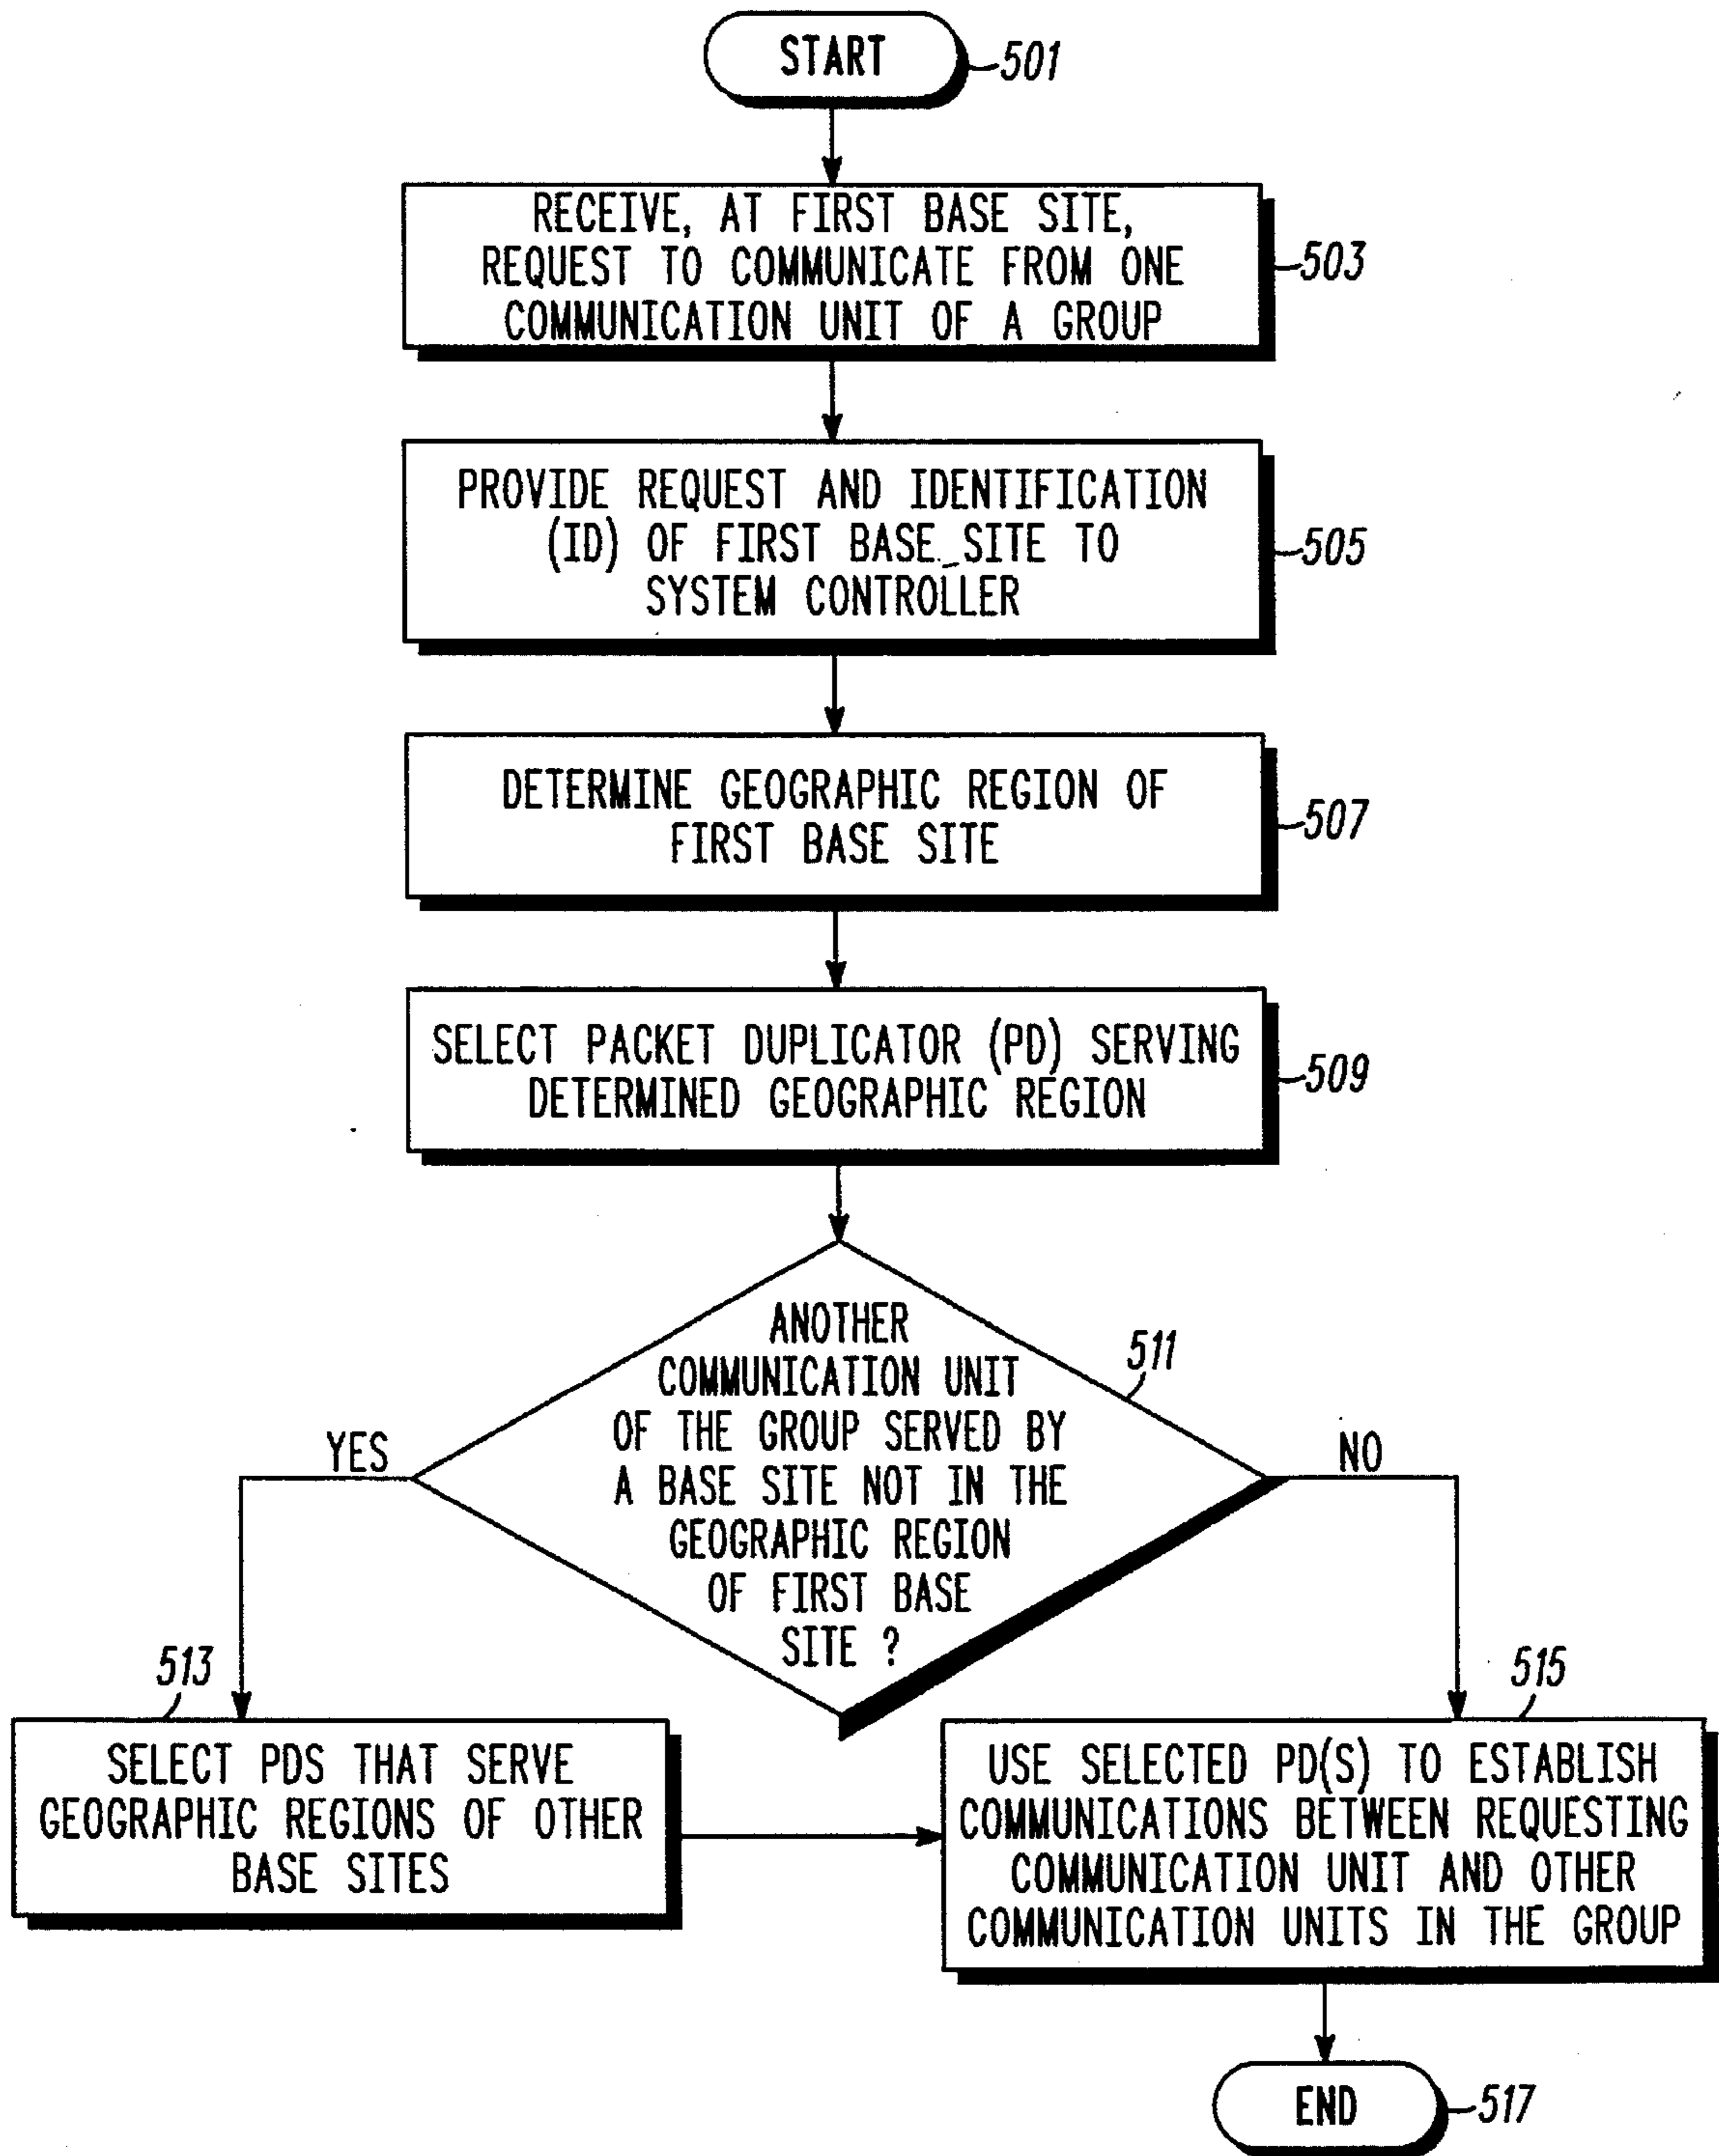 START
501
RECEIVE, AT FIRST BASE SITE,
REQUEST TO COMMUNICATE FROM ONE
COMMUNICATION UNIT OF A GROUP
503
PROVIDE REQUEST AND IDENTIFICATION
(ID) OF FIRST BASE SITE TO
SYSTEM CONTROLLER
505
DETERMINE GEOGRAPHIC REGION OF
FIRST BASE SITE
507
SELECT PACKET DUPLICATOR (PD) SERVING
DETERMINED GEOGRAPHIC REGION
509
ANOTHER
COMMUNICATION UNIT
OF THE GROUP SERVED BY
A BASE SITE NOT IN THE
GEOGRAPHIC REGION
OF FIRST BASE
SITE ?
511
YES
NO
513
SELECT PDS THAT SERVE
GEOGRAPHIC REGIONS OF OTHER
BASE SITES
515
USE SELECTED PD(S) TO ESTABLISH
COMMUNICATIONS BETWEEN REQUESTING
COMMUNICATION UNIT AND OTHER
COMMUNICATION UNITS IN THE GROUP
END
517